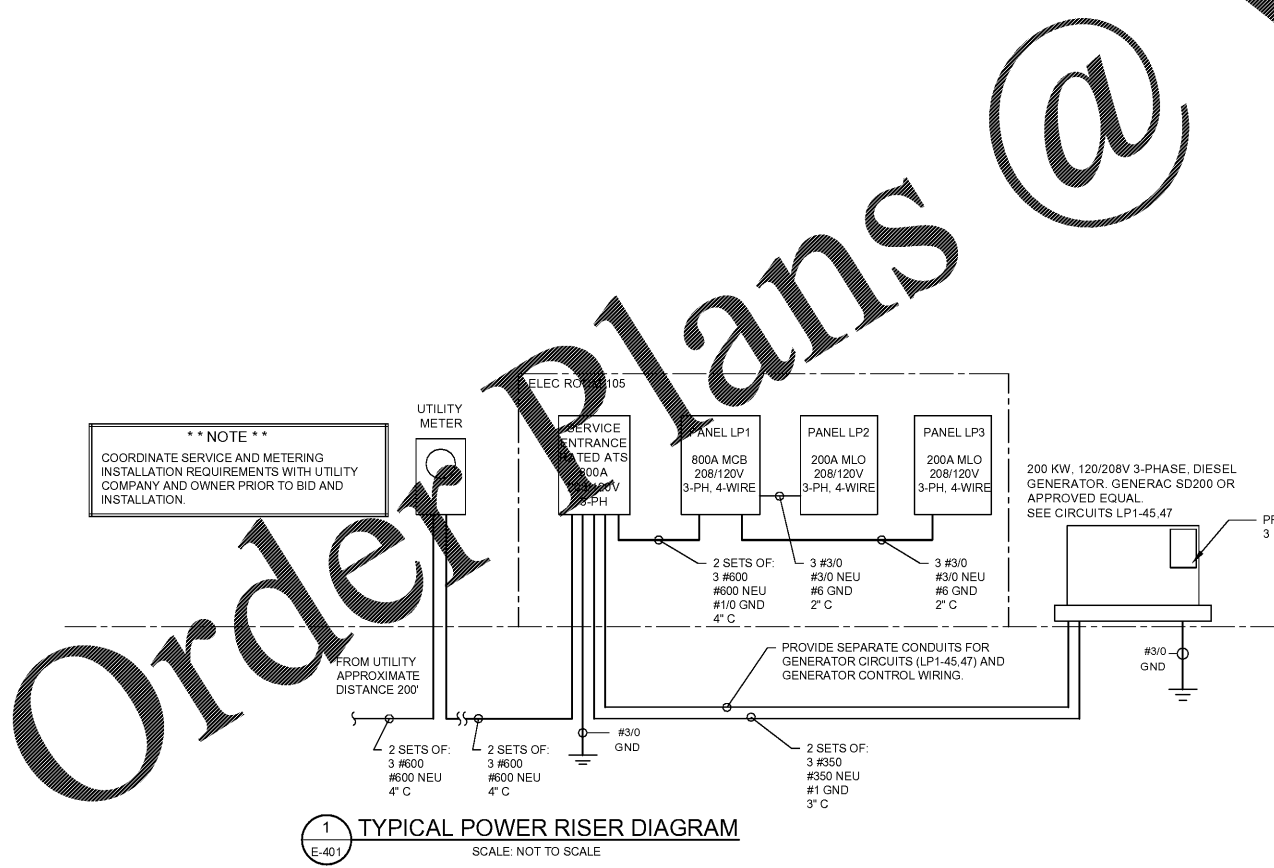 Order Plans @
ELEC ROOM 105
UTILITY
METER
* * NOTE * *
COORDINATE SERVICE AND METERING
INSTALLATION REQUIREMENTS WITH UTILITY
COMPANY AND OWNER PRIOR TO BID AND
INSTALLATION.
SERVICE
ENTRANCE
RATED ATS
800A
208/120V
3-PH
PANEL LP1
800A MCB
208/120V
3-PH, 4-WIRE
PANEL LP2
200A MLO
208/120V
3-PH, 4-WIRE
PANEL LP3
200A MLO
208/120V
3-PH, 4-WIRE
200 KW, 120/208V 3-PHASE, DIESEL
GENERATOR. GENERAC SD200 OR
APPROVED EQUAL.
SEE CIRCUITS LP1-45,47
3
2 SETS OF:
3 #600
#600 NEU
#1/0 GND
4" C
3 #3/0
#3/0 NEU
#6 GND
2" C
3 #3/0
#3/0 NEU
#6 GND
2" C
PROVIDE SEPARATE CONDUITS FOR
GENERATOR CIRCUITS (LP1-45,47) AND
GENERATOR CONTROL WIRING.
#3/0
GND
FROM UTILITY
APPROXIMATE
DISTANCE 200'
2 SETS OF:
3 #600
#600 NEU
4" C
2 SETS OF:
3 #600
#600 NEU
4" C
#3/0
GND
2 SETS OF:
3 #350
#350 NEU
#1 GND
3" C
1
E-401
TYPICAL POWER RISER DIAGRAM
SCALE: NOT TO SCALE